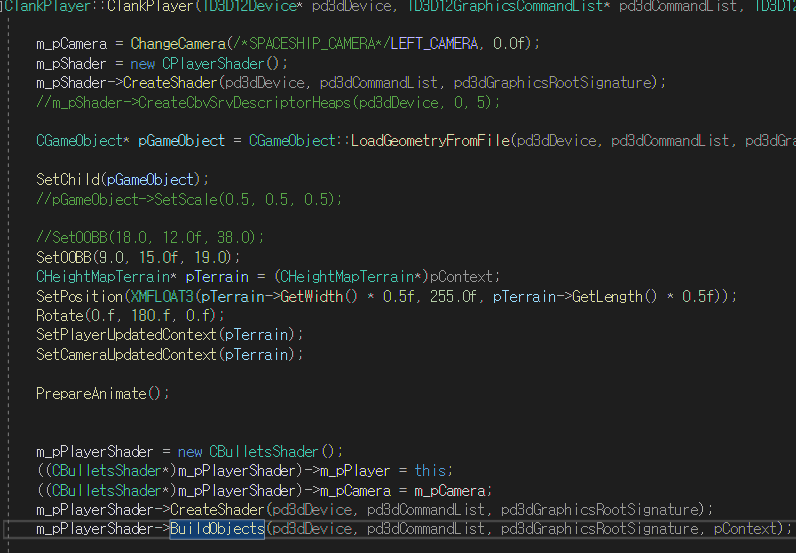 ClankPlayer::ClankPlayer(ID3D12Device* pd3dDevice, ID3D12GraphicsCommandList* pd3dCommandList, ID3D12
m_pCamera = ChangeCamera(/*SPACESHIP_CAMERA*/LEFT_CAMERA, 0.0f);
m_pShader = new CPlayerShader();
m_pShader->CreateShader(pd3dDevice, pd3dCommandList, pd3dGraphicsRootSignature);
//m_pShader->CreateCbvSrvDescriptorHeaps(pd3dDevice, 0, 5);
CGameObject* pGameObject = CGameObject::LoadGeometryFromFile(pd3dDevice, pd3dCommandList, pd3dGra
SetChild(pGameObject);
//pGameObject->SetScale(0.5, 0.5, 0.5);
//SetOOBB(18.0, 12.0f, 38.0);
SetOOBB(9.0, 15.0f, 19.0);
CHeightMapTerrain* pTerrain = (CHeightMapTerrain*)pContext;
SetPosition(XMFLOAT3(pTerrain->GetWidth() * 0.5f, 255.0f, pTerrain->GetLength() * 0.5f));
Rotate(0.f, 180.f, 0.f);
SetPlayerUpdatedContext(pTerrain);
SetCameraUpdatedContext(pTerrain);
PrepareAnimate();
m_pPlayerShader = new CBulletsShader();
((CBulletsShader*)m_pPlayerShader)->m_pPlayer = this;
((CBulletsShader*)m_pPlayerShader)->m_pCamera = m_pCamera;
m_pPlayerShader->CreateShader(pd3dDevice, pd3dCommandList, pd3dGraphicsRootSignature);
m_pPlayerShader->BuildObjects(pd3dDevice, pd3dCommandList, pd3dGraphicsRootSignature, pContext);